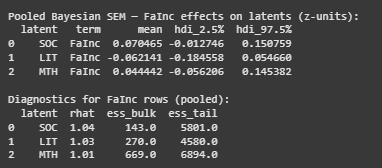 Pooled Bayesian SEM — FaInc effects on latents (z-units):
latent term mean hdi_2.5% hdi_97.5%
0 SOC FaInc 0.070465 -0.012746 0.150759
1 LIT FaInc -0.062141 -0.184558 0.054660
2 MTH FaInc 0.044442 -0.056206 0.145382
Diagnostics for FaInc rows (pooled):
latent rhat ess_bulk ess_tail
0 SOC 1.04 143.0 5801.0
1 LIT 1.03 270.0 4580.0
2 MTH 1.01 669.0 6894.0